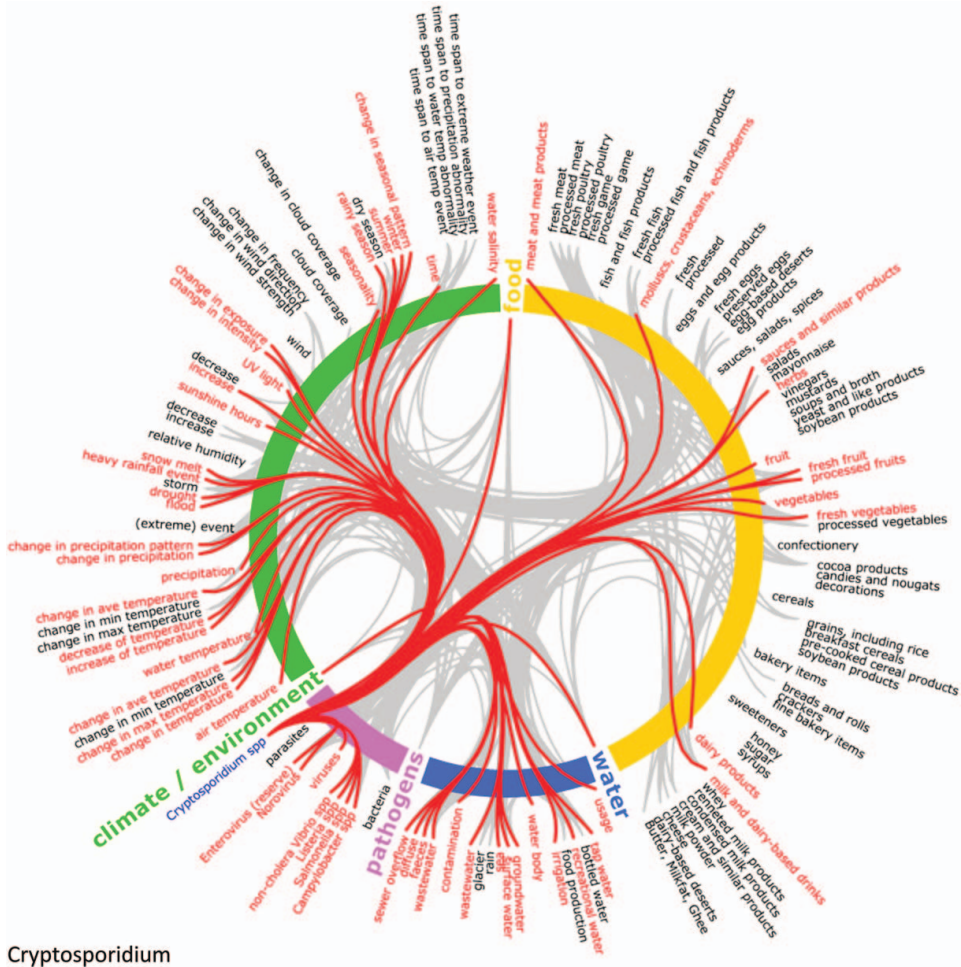 time span to extreme weather event
time span to precipitation abnormality
time span to water temp abnormality
time span to air temp event
time
water salinity
food
meat and meat products
fresh meat
processed meat
fresh poultry
processed poultry
fresh game
processed game
fish and fish products
fresh fish
processed fish and fish products
molluscs, crustaceans, echinoderms
fresh
processed
eggs and egg products
fresh eggs
preserved eggs
egg-based deserts
egg products
sauces, salads, spices
sauces and similar products
salads
mayonnaise
herbs
vinegars
mustards
soups and broth
yeast and like products
soybean products
fruit
fresh fruit
processed fruits
vegetables
fresh vegetables
processed vegetables
confectionery
cocoa products
candies and nougats
decorations
cereals
grains, including rice
breakfast cereals
pre-cooked cereal products
soybean products
bakery items
breads and rolls
crackers
fine bakery items
sweeteners
honey
sugar
syrups
dairy products
milk and dairy-based drinks
whey
renneted milk products
condensed milk products
cream and similar products
milk powder
cheese
dairy-based deserts
Butter, Milkfat, Ghee
water
usage
tap water
bottled water
recreational water
food production
irrigation
water body
groundwater
surface water
rain
glacier
wastewater
contamination
wastewater
faeces
diffuse
sewer overflow
pathogens
bacteria
Campylobacter spp
Salmonella spp
Listeria spp
non-cholera Vibrio spp
viruses
Norovirus
Enterovirus (reserve)
parasites
Cryptosporidium spp
climate / environment
air temperature
change in temperature
change in max temperature
change in min temperature
change in ave temperature
water temperature
increase of temperature
decrease of temperature
change in max temperature
change in min temperature
change in ave temperature
precipitation
change in precipitation
change in precipitation pattern
(extreme) event
flood
drought
storm
heavy rainfall event
snow melt
relative humidity
increase
decrease
sunshine hours
increase
decrease
UV light
change in intensity
change in exposure
wind
change in wind strength
change in wind direction
change in frequency
cloud coverage
change in cloud coverage
seasonality
rainy season
dry season
summer
winter
change in seasonal pattern
Cryptosporidium